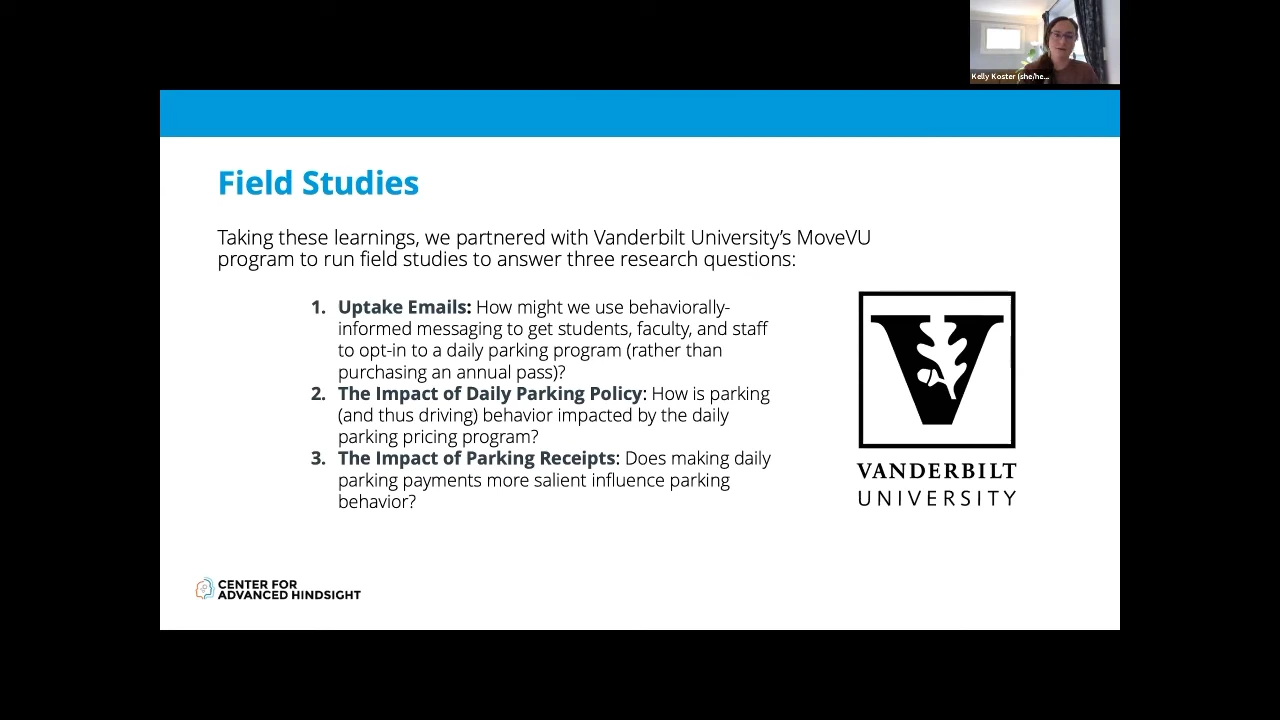 Kelly Koster (she/he...
Field Studies
Taking these learnings, we partnered with Vanderbilt University's MoveVU
program to run field studies to answer three research questions:
1. Uptake Emails: How might we use behaviorally-
informed messaging to get students, faculty, and staff
to opt-in to a daily parking program (rather than
purchasing an annual pass)?
2. The Impact of Daily Parking Policy: How is parking
(and thus driving) behavior impacted by the daily
parking pricing program?
3. The Impact of Parking Receipts: Does making daily
parking payments more salient influence parking
behavior?
V
VANDERBILT
UNIVERSITY
CENTER FOR
ADVANCED HINDSIGHT